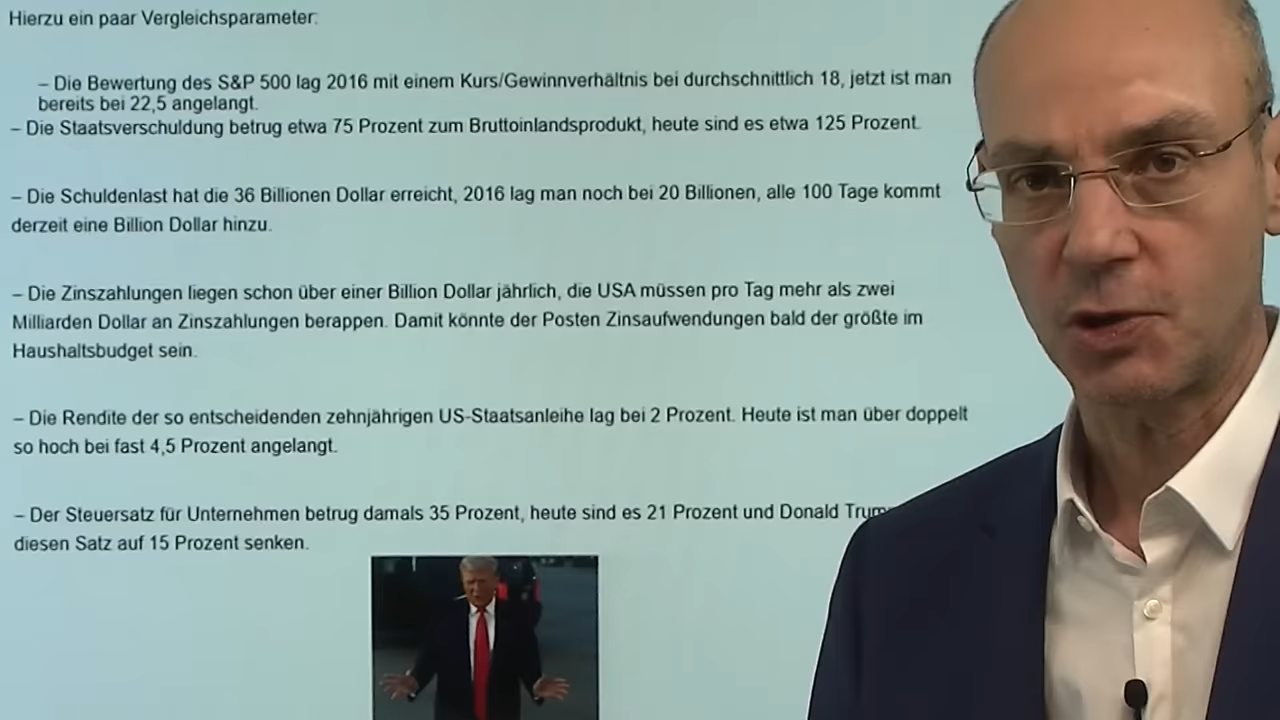 Hierzu ein paar Vergleichsparameter:
– Die Bewertung des S&P 500 lag 2016 mit einem Kurs/Gewinnverhältnis bei durchschnittlich 18, jetzt ist man
bereits bei 22,5 angelangt.
– Die Staatsverschuldung betrug etwa 75 Prozent zum Bruttoinlandsprodukt, heute sind es etwa 125 Prozent.
– Die Schuldenlast hat die 36 Billionen Dollar erreicht, 2016 lag man noch bei 20 Billionen, alle 100 Tage kommt
derzeit eine Billion Dollar hinzu.
– Die Zinszahlungen liegen schon über einer Billion Dollar jährlich, die USA müssen pro Tag mehr als zwei
Milliarden Dollar an Zinszahlungen berappen. Damit könnte der Posten Zinsaufwendungen bald der größte im
Haushaltsbudget sein.
– Die Rendite der so entscheidenden zehnjährigen US-Staatsanleihe lag bei 2 Prozent. Heute ist man über doppelt
so hoch bei fast 4,5 Prozent angelangt.
– Der Steuersatz für Unternehmen betrug damals 35 Prozent, heute sind es 21 Prozent und Donald
diesen Satz auf 15 Prozent senken.